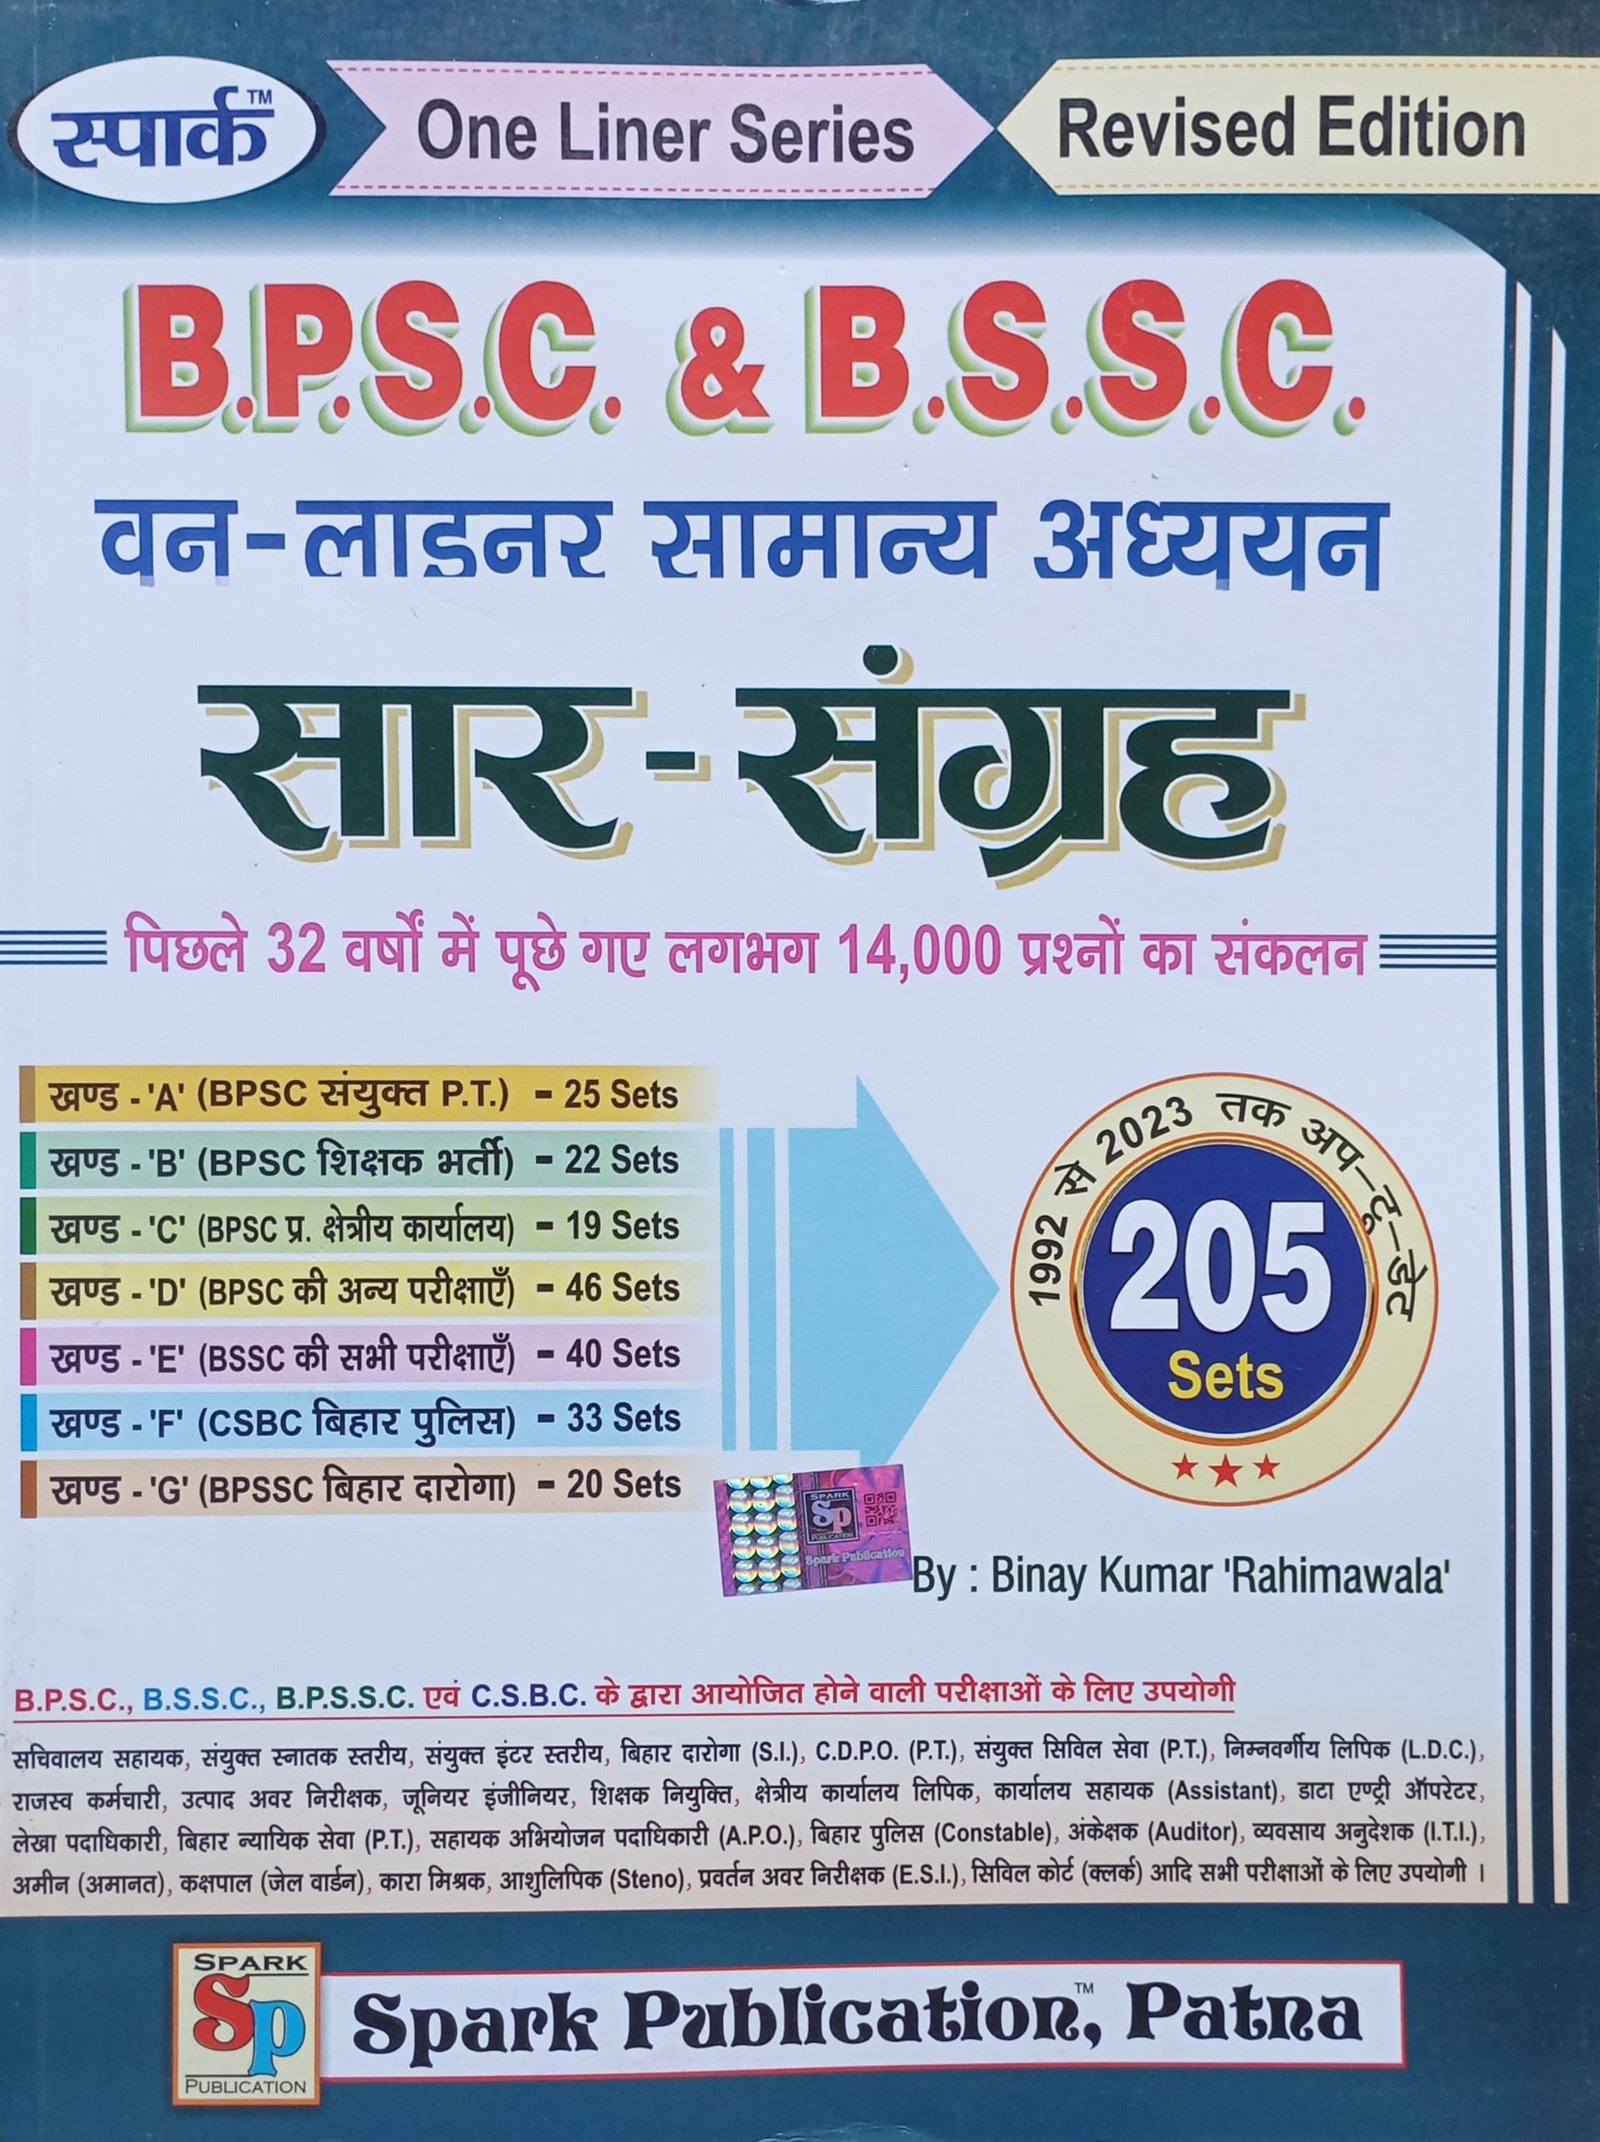 स्पार्क™
One Liner Series
Revised Edition
B.P.S.C. & B.S.S.C.
वन-लाइनर सामान्य अध्ययन
सार-संग्रह
पिछले 32 वर्षों में पूछे गए लगभग 14,000 प्रश्नों का संकलन
खण्ड - 'A' (BPSC संयुक्त P.T.) - 25 Sets
खण्ड - 'B' (BPSC शिक्षक भर्ती) - 22 Sets
खण्ड - 'C' (BPSC प्र. क्षेत्रीय कार्यालय) - 19 Sets
खण्ड - 'D' (BPSC की अन्य परीक्षाएँ) - 46 Sets
खण्ड - 'E' (BSSC की सभी परीक्षाएँ) - 40 Sets
खण्ड - 'F' (CSBC बिहार पुलिस) - 33 Sets
खण्ड - 'G' (BPSSC बिहार दारोगा) - 20 Sets
1992 से 2023 तक अप-टू-डेट
205
Sets
SPARK
Sp
PUBLICATION
Spark Publication
By : Binay Kumar 'Rahimawala'
B.P.S.C., B.S.S.C., B.P.S.S.C. एवं C.S.B.C. के द्वारा आयोजित होने वाली परीक्षाओं के लिए उपयोगी
सचिवालय सहायक, संयुक्त स्नातक स्तरीय, संयुक्त इंटर स्तरीय, बिहार दारोगा (S.I.), C.D.P.O. (P.T.), संयुक्त सिविल सेवा (P.T.), निम्नवर्गीय लिपिक (L.D.C.),
राजस्व कर्मचारी, उत्पाद अवर निरीक्षक, जूनियर इंजीनियर, शिक्षक नियुक्ति, क्षेत्रीय कार्यालय लिपिक, कार्यालय सहायक (Assistant), डाटा एण्ट्री ऑपरेटर,
लेखा पदाधिकारी, बिहार न्यायिक सेवा (P.T.), सहायक अभियोजन पदाधिकारी (A.P.O.), बिहार पुलिस (Constable), अंकेक्षक (Auditor), व्यवसाय अनुदेशक (I.T.I.),
अमीन (अमानत), कक्षपाल (जेल वार्डन), कारा मिश्रक, आशुलिपिक (Steno), प्रवर्तन अवर निरीक्षक (E.S.I.), सिविल कोर्ट (क्लर्क) आदि सभी परीक्षाओं के लिए उपयोगी ।
SPARK
Sp
PUBLICATION
Spark Publication™, Patna